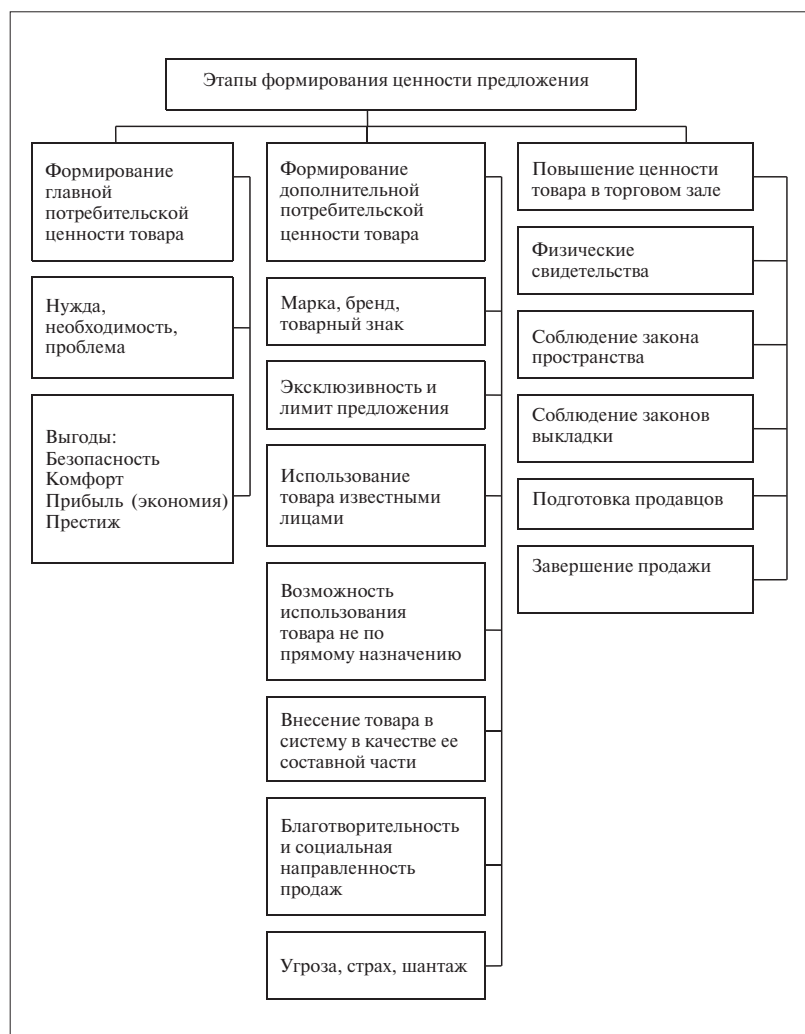 Этапы формирования ценности предложения
Формирование
главной
потребительской
ценности товара
Нужда,
необходимость,
проблема
Выгоды:
Безопасность
Комфорт
Прибыль (экономия)
Престиж
Формирование
дополнительной
потребительской
ценности товара
Марка, бренд,
товарный знак
Эксклюзивность и
лимит предложения
Использование
товара известными
лицами
Возможность
использования
товара не по
прямому назначению
Внесение товара в
систему в качестве ее
составной части
Благотворительность
и социальная
направленность
продаж
Угроза, страх, шантаж
Повышение ценности
товара в торговом зале
Физические
свидетельства
Соблюдение закона
пространства
Соблюдение законов
выкладки
Подготовка продавцов
Завершение продажи